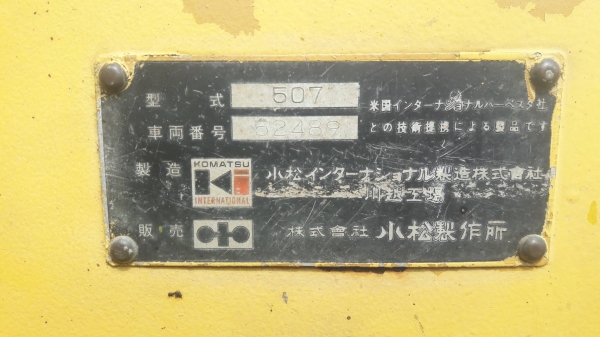 型式 507
車両番号 52489
米国インターナショナルハーベスタ社
との技術提携による製品です
製造 KOMATSU INTERNATIONAL 小松インターナショナル製造株式会社
川越工場
販売 株式會社 小松製作所